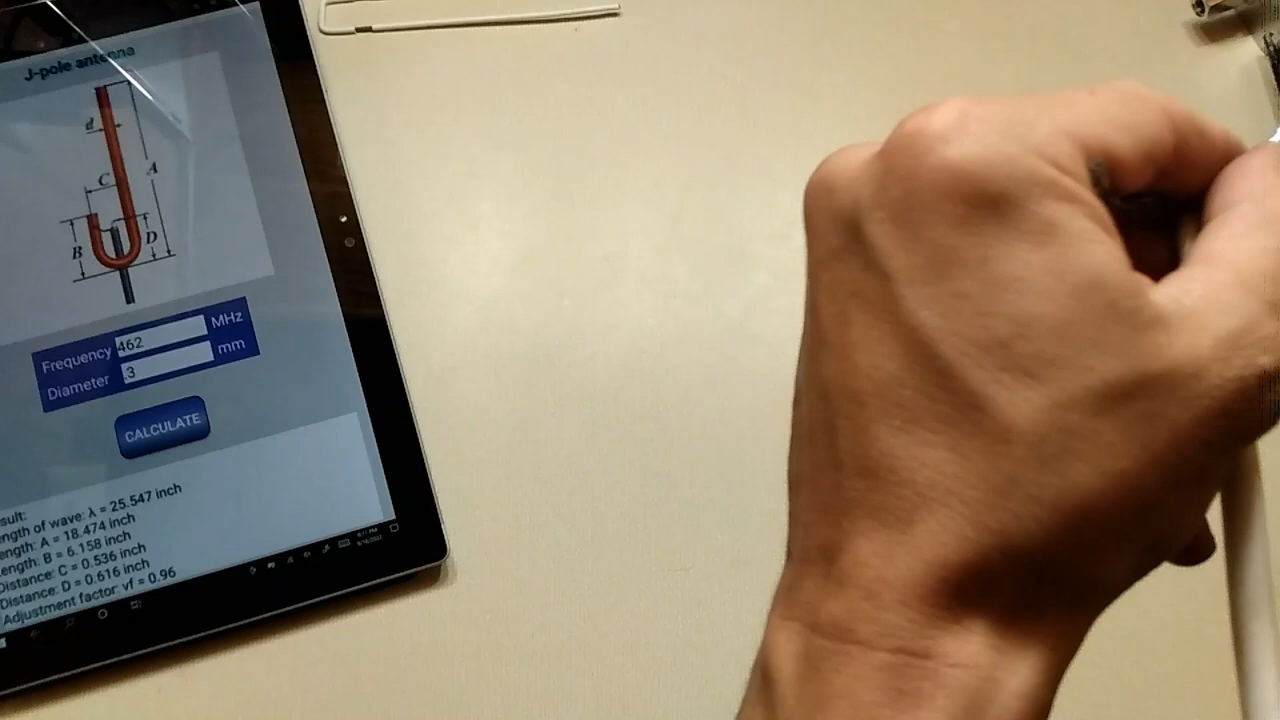 J-pole antenna
d
A
C
B
D
Frequency 462 MHz
Diameter .3 mm
CALCULATE
sult:
ength of wave: λ = 25.547 inch
ength: A = 18.474 inch
Length: B = 6.158 inch
Distance: C = 0.536 inch
Distance: D = 0.616 inch
Adjustment factor: vf = 0.96